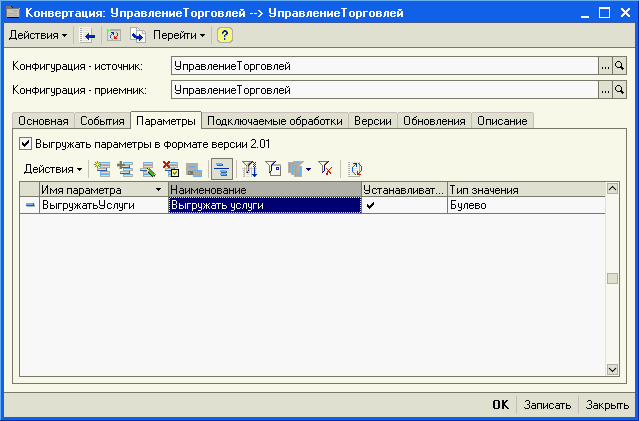 Конвертация: УправлениеТорговлей --> УправлениеТорговлей
Действия Перейти ?
Конфигурация - источник: УправлениеТорговлей ...
Конфигурация - приемник: УправлениеТорговлей ...
Основная События Параметры Подключаемые обработки Версии Обновления Описание
Выгружать параметры в формате версии 2.01
Действия
Имя параметра Наименование Устанавливат... Тип значения
ВыгружатьУслуги Выгружать услуги Булево
OK Записать Закрыть